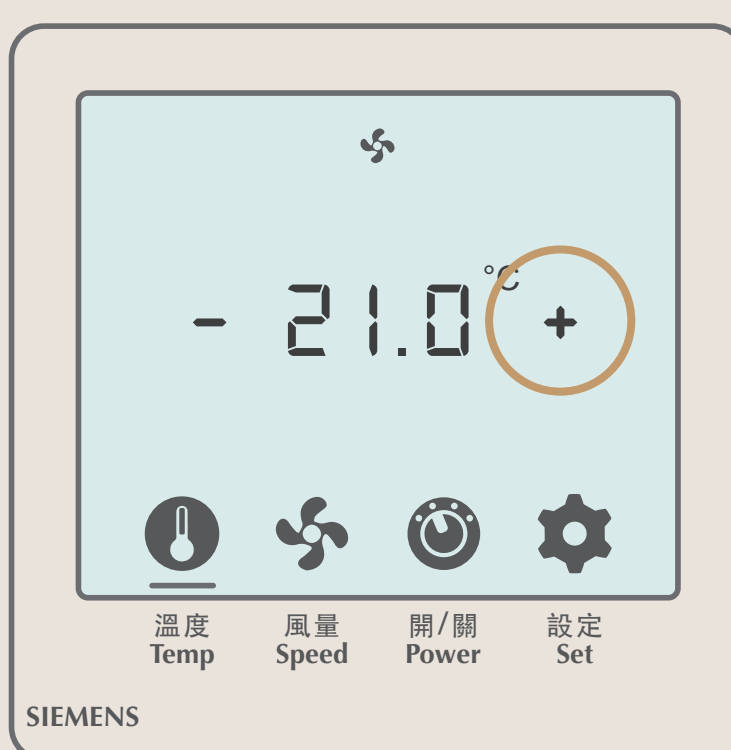 °C
- 21.0 +
溫度 風量 開/關 設定
Temp Speed Power Set
SIEMENS